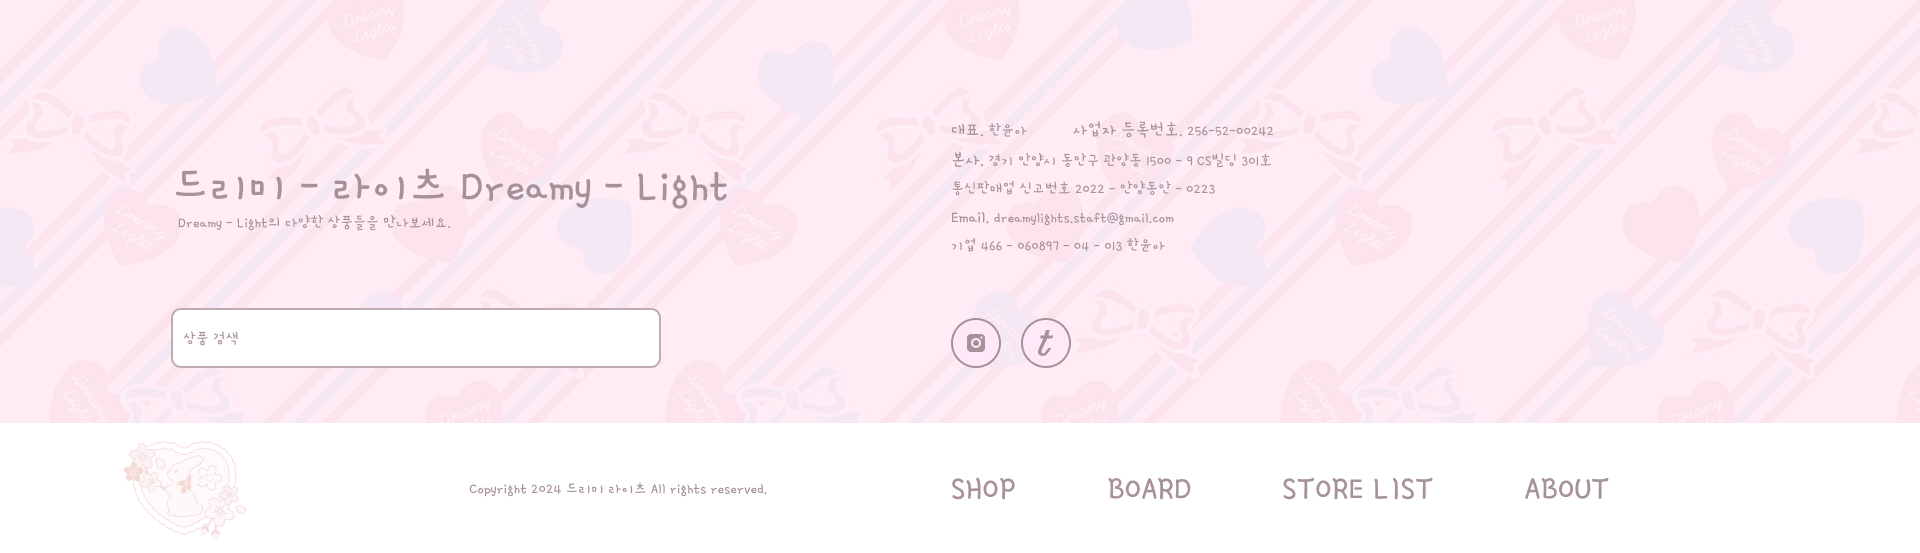 드리미 - 라이츠 Dreamy - Light
Dreamy - Light의 다양한 상품들을 만나보세요.
상품 검색
대표. 한윤아 사업자 등록번호. 256-52-00242
본사. 경기 안양시 동안구 관양동 1500 - 9 CS빌딩 301호
통신판매업 신고번호 2022 - 안양동안 - 0223
Email. dreamylights.staft@gmail.com
기업 466 - 060897 - 04 - 013 한윤아
t
Copyright 2024 드리미 라이츠 All rights reserved.
SHOP BOARD STORE LIST ABOUT
Dreamy
Lights